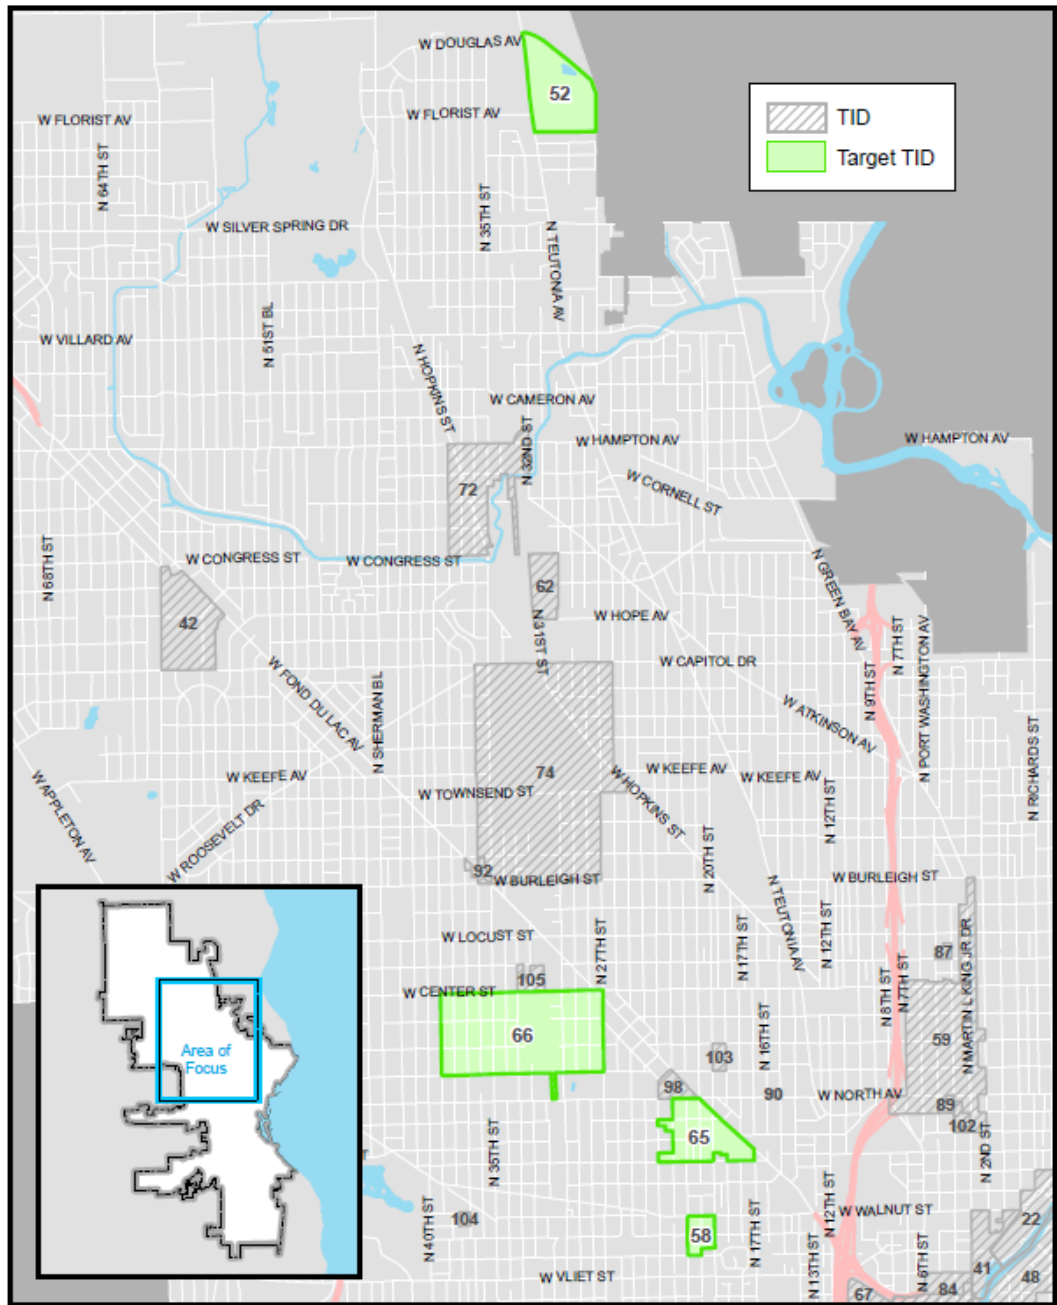 W DOUGLAS AV
52
TID
Target TID
W FLORIST AV
W FLORIST AV
N 64TH ST
N 35TH ST
W SILVER SPRING DR
N TEUTONIA AV
W VILLARD AV
N 51ST BL
N HOPKINS ST
W CAMERON AV
N 32ND ST
W HAMPTON AV
W HAMPTON AV
72
W CORNELL ST
N 68TH ST
W CONGRESS ST
W CONGRESS ST
N GREEN BAY AV
62
42
N 31ST ST
W HOPE AV
N 7TH ST
N PORT WASHINGTON AV
W CAPITOL DR
N 9TH ST
W FOND DU LAC AV
N SHERMAN BL
W ATKINSON AV
N RICHARDS ST
W APPLETON AV
W KEEFE AV
74
W KEEFE AV
W KEEFE AV
W TOWNSEND ST
W HOPKINS ST
N 12TH ST
W ROOSEVELT DR
N 20TH ST
92
W BURLEIGH ST
W BURLEIGH ST
N TEUTONIA AV
W LOCUST ST
N 27TH ST
N 17TH ST
N 12TH ST
87
N MARTIN L KING JR DR
105
W CENTER ST
N 8TH ST
N 7TH ST
66
N 16TH ST
59
Area of
Focus
103
98
90
W NORTH AV
89
102
65
N 35TH ST
N 2ND ST
T
N 40TH ST
104
58
N 17TH ST
N 12TH ST
W WALNUT ST
22
N 13TH ST
N 6TH ST
41
W VLIET ST
67
84
48